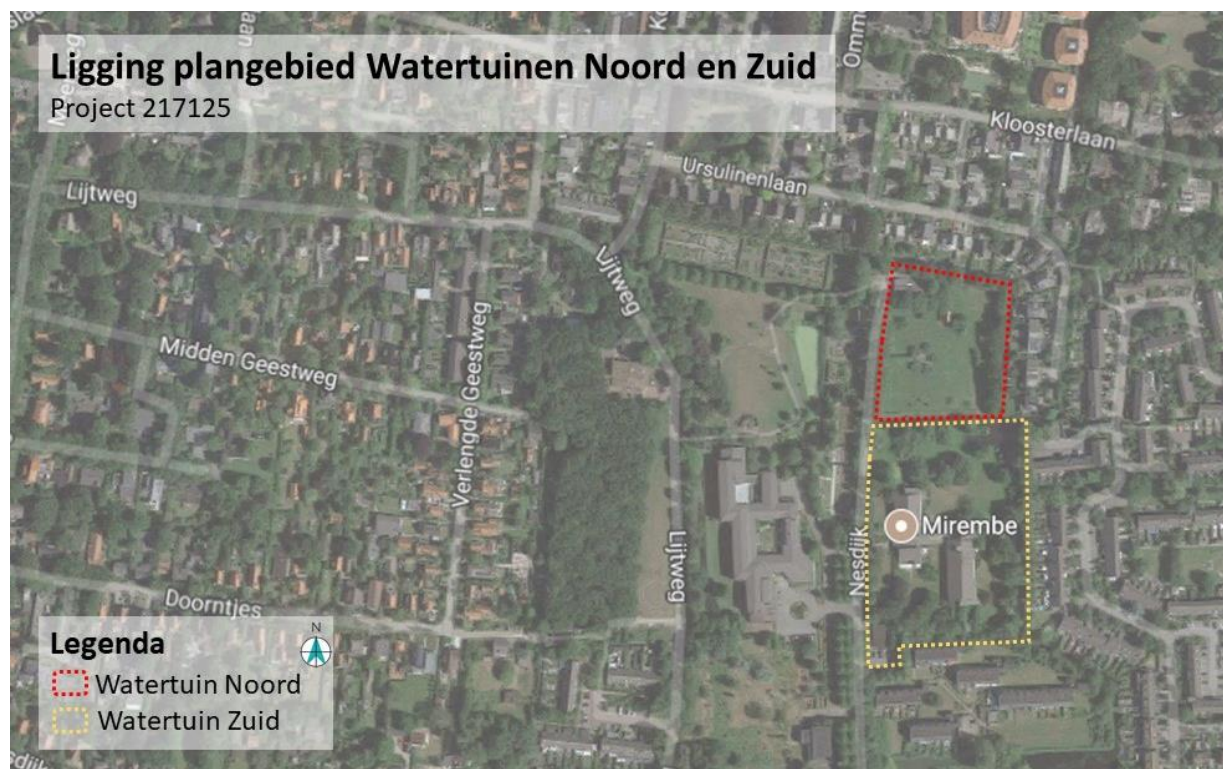 Ligging plangebied Watertuinen Noord en Zuid
Project 217125
Kloosterlaan
Ursulinenlaan
Lijtweg
Lijtweg
Midden Geestweg
Verlengde Geestweg
Mirembe
Lijtweg
Nesdijk
Doorntjes
Legenda
N
Watertuin Noord
Watertuin Zuid